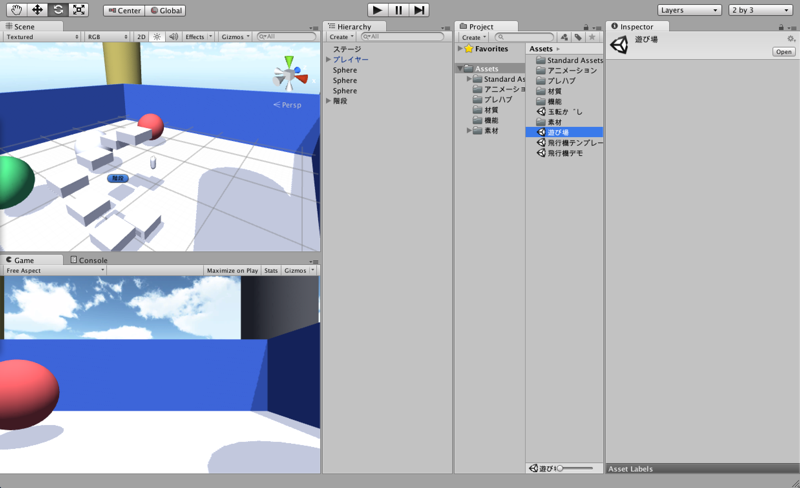 Center
Global
Layers
2 by 3
Scene
Textured
RGB
2D
Effects
Gizmos
All
Persp
階段
Game
Console
Free Aspect
Maximize on Play
Stats
Gizmos
Hierarchy
Create
All
ステージ
プレイヤー
Sphere
Sphere
Sphere
階段
Project
Create
Favorites
Assets
Standard As
アニメーショ
プレハブ
材質
機能
素材
Assets
Standard Assets
アニメーション
プレハブ
材質
機能
玉転がし
素材
遊び場
飛行機テンプレー
飛行機デモ
遊び
Inspector
遊び場
Open
Asset Labels